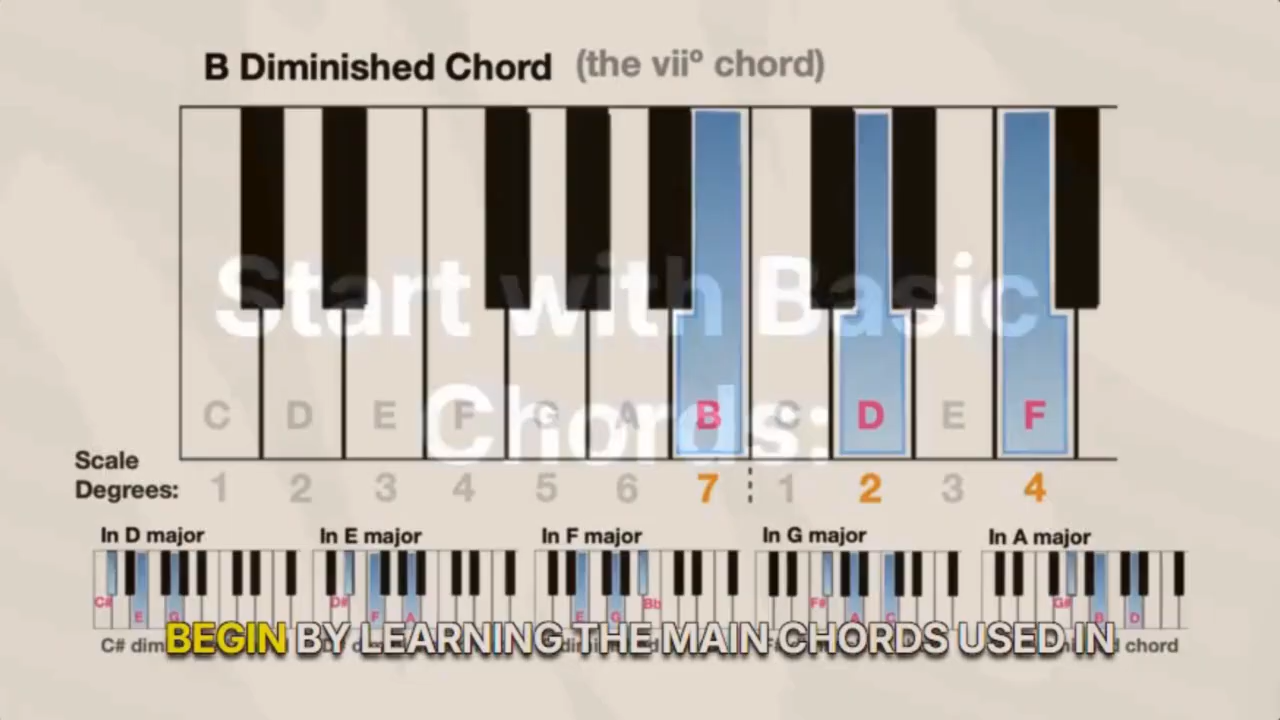 B Diminished Chord (the viiº chord)
Start with Basic
Chords:
C D E F G A B C D E F
Scale
Degrees: 1 2 3 4 5 6 7 1 2 3 4
In D major In E major In F major In G major In A major
C# D# Bb F# G#
E G F A E G A C B D
C# dim chord
BEGIN BY LEARNING THE MAIN CHORDS USED IN